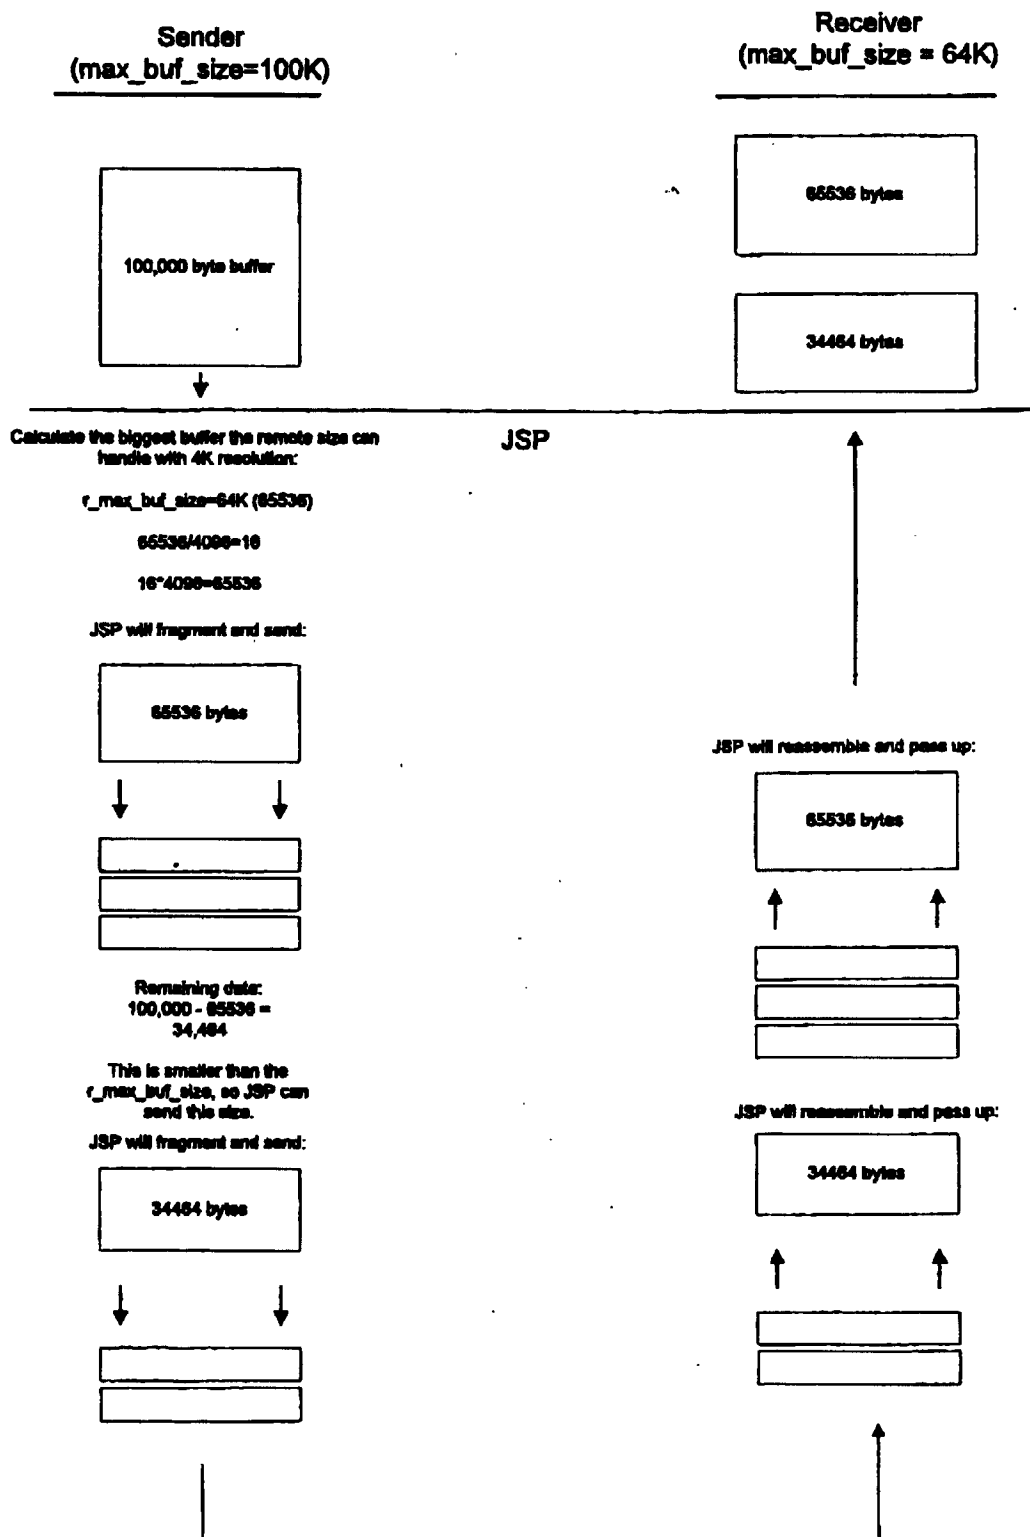 Sender
(max_buf_size=100K)
Receiver
(max_buf_size = 64K)
100,000 byte buffer
65536 bytes
34464 bytes
JSP
Calculate the biggest buffer the remote size can
handle with 4K resolution:
r_max_buf_size=64K (65536)
65536/4096=16
16*4096=65536
JSP will fragment and send:
65536 bytes
Remaining data:
100,000 - 65536 =
34,464
This is smaller than the
r_max_buf_size, so JSP can
send this size.
JSP will fragment and send:
34464 bytes
JSP will reassemble and pass up:
65536 bytes
JSP will reassemble and pass up:
34464 bytes